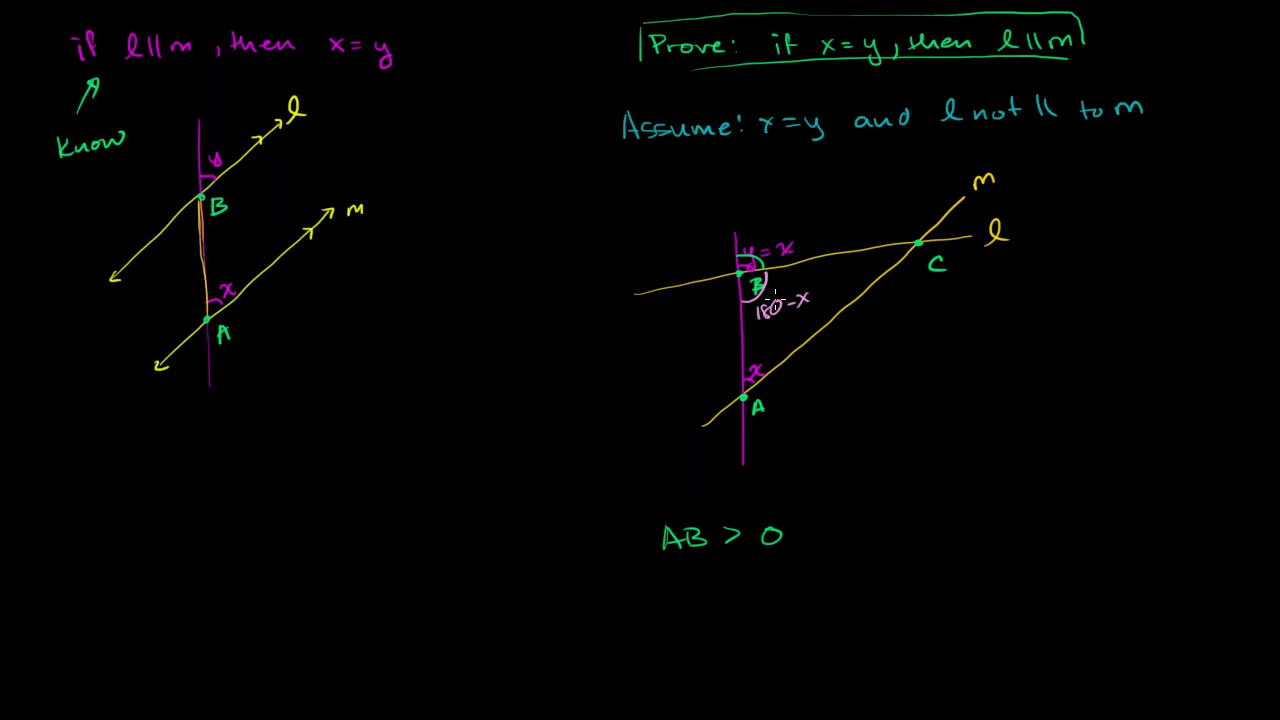 if l || m, then x = y
Know
l
y
B
m
x
A
Prove: if x = y, then l || m
Assume: x = y and l not || to m
m
l
y = x
B
C
180 - x
x
A
AB > 0